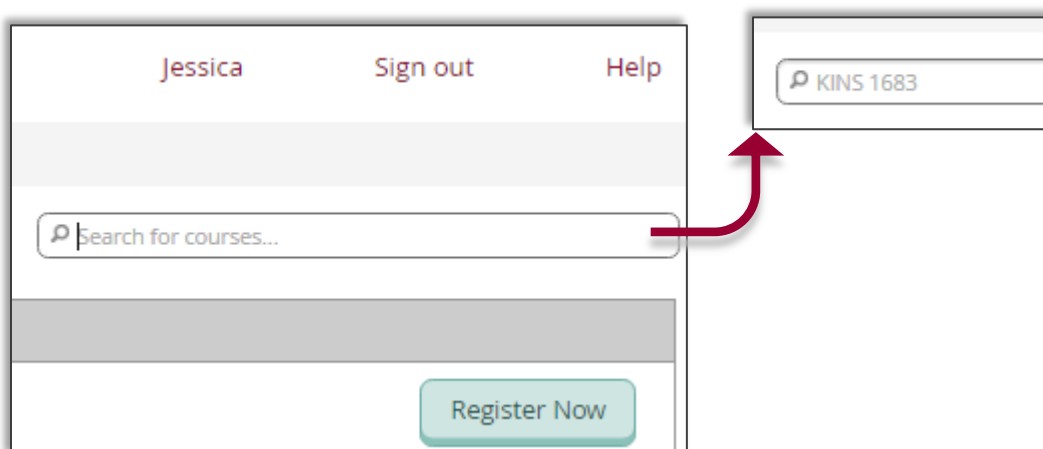 Jessica Sign out Help
Search for courses...
Register Now
KINS 1683